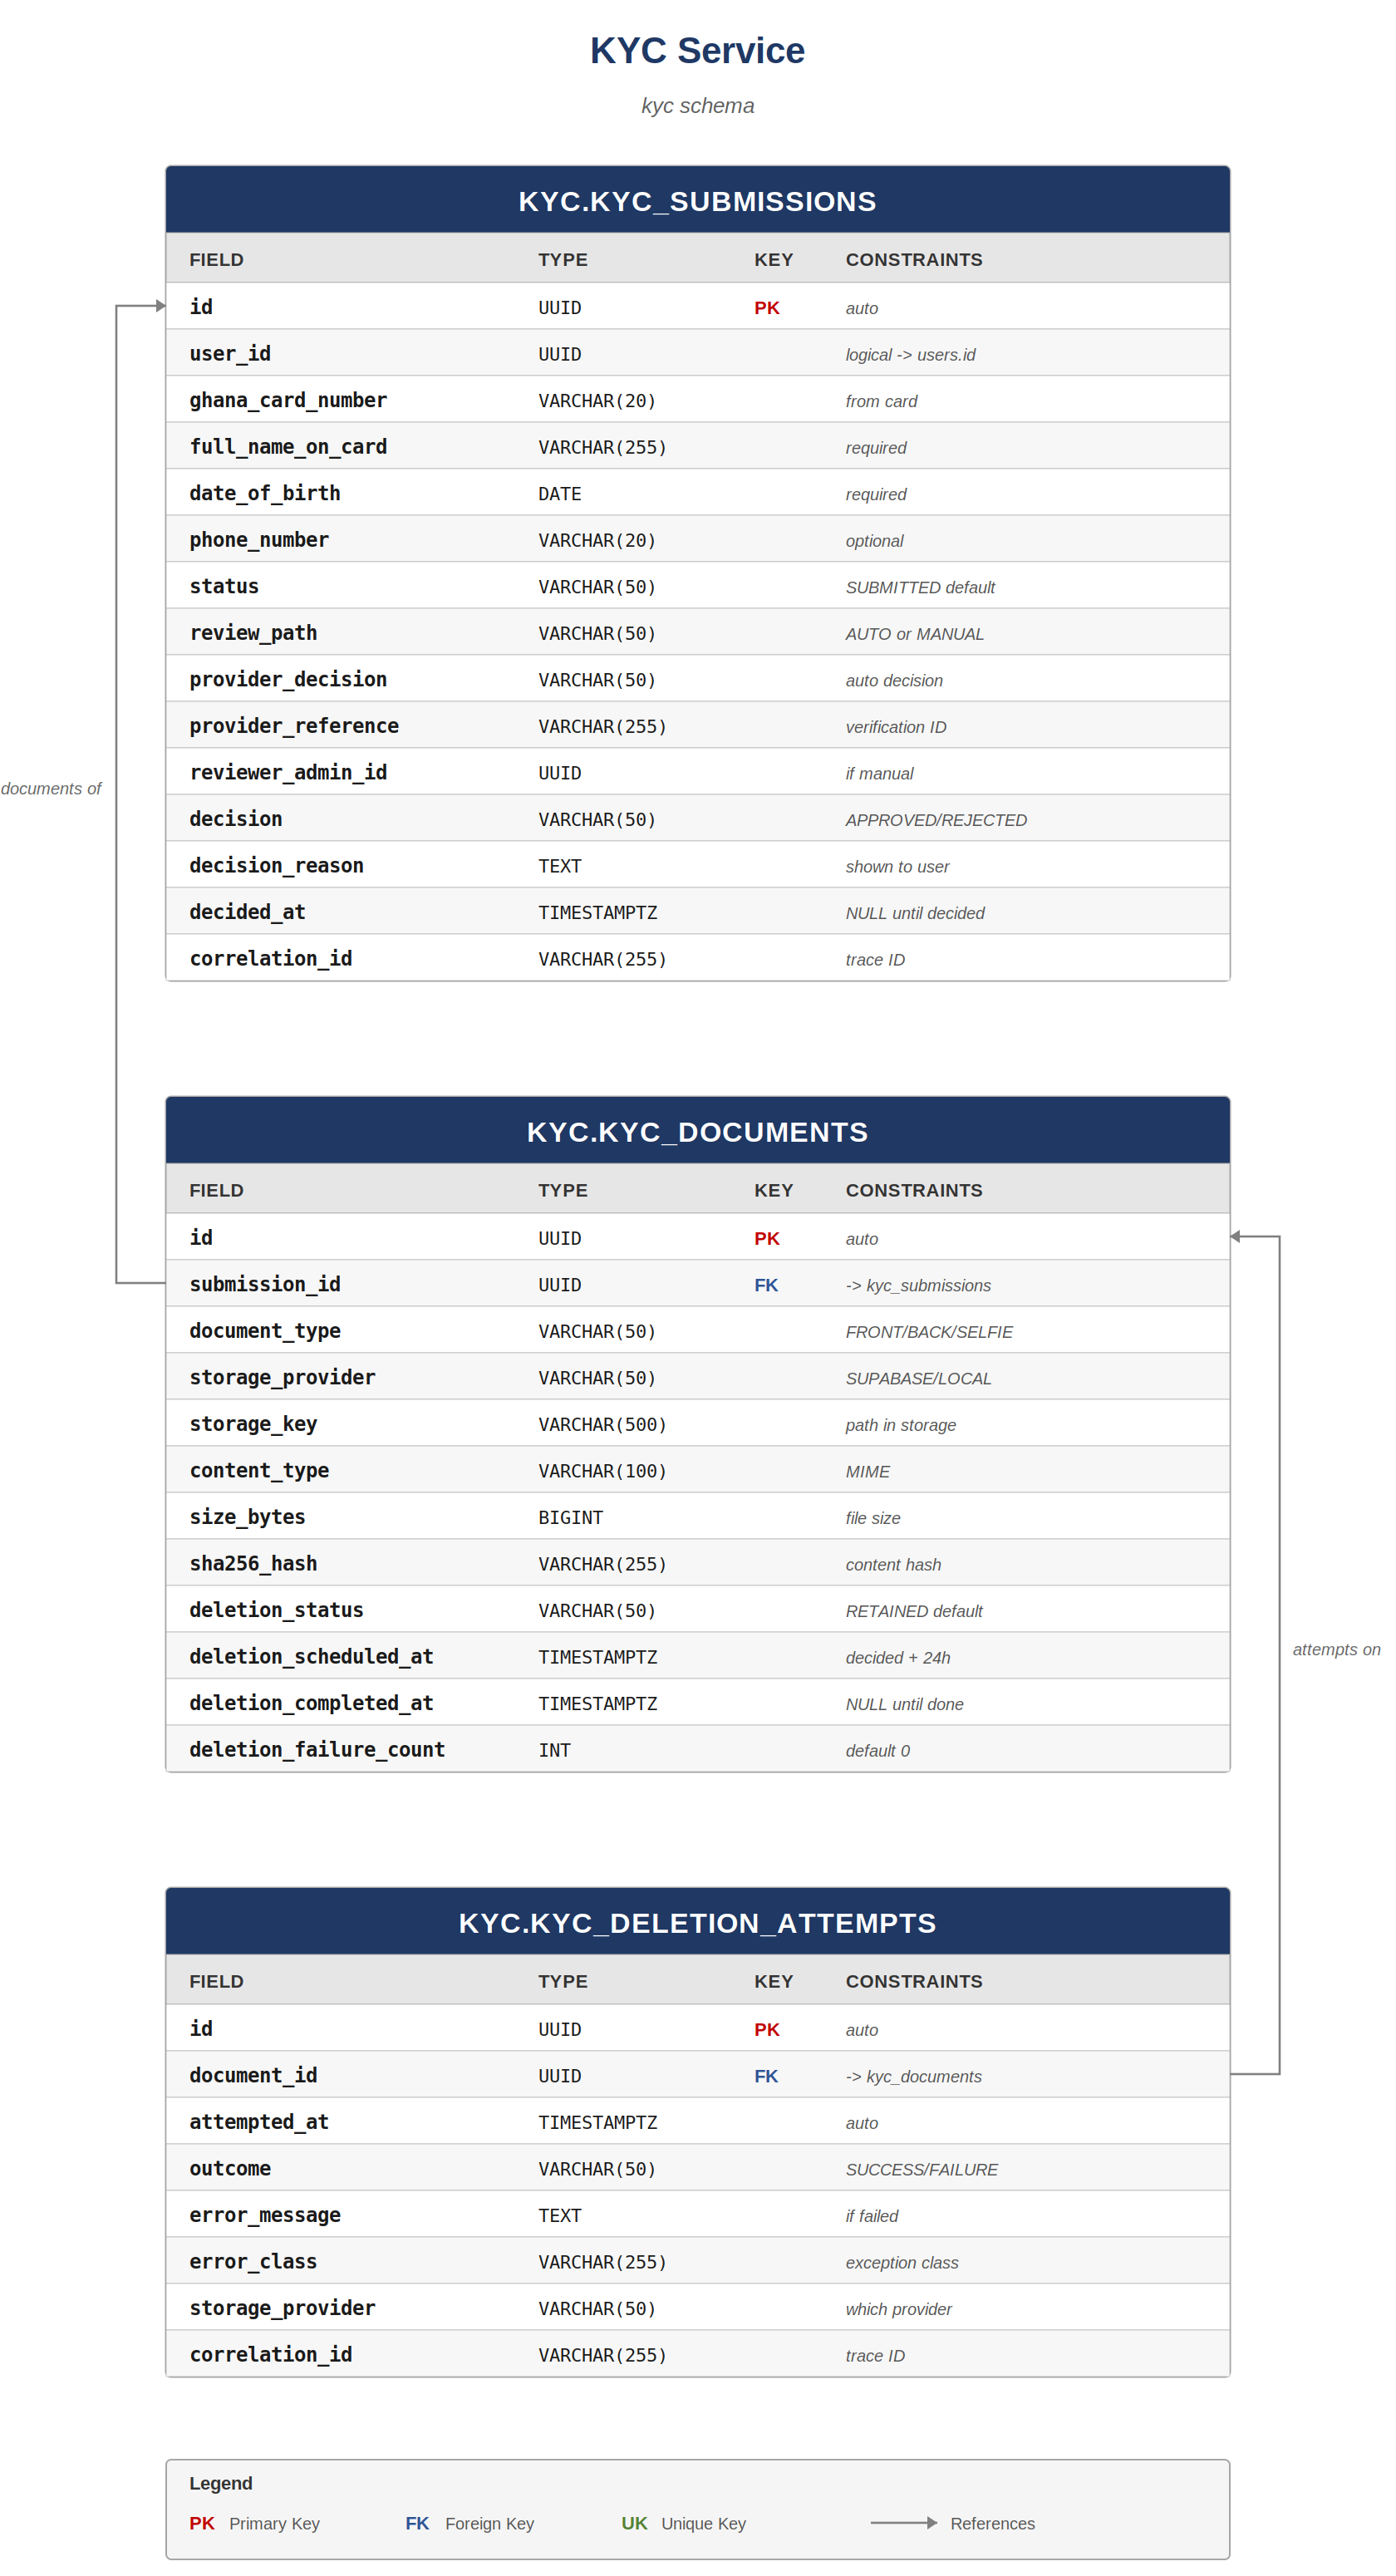 KYC Service
kyc schema
KYC.KYC_SUBMISSIONS
FIELD TYPE KEY CONSTRAINTS
id UUID PK auto
user_id UUID logical -> users.id
ghana_card_number VARCHAR(20) from card
full_name_on_card VARCHAR(255) required
date_of_birth DATE required
phone_number VARCHAR(20) optional
status VARCHAR(50) SUBMITTED default
review_path VARCHAR(50) AUTO or MANUAL
provider_decision VARCHAR(50) auto decision
provider_reference VARCHAR(255) verification ID
reviewer_admin_id UUID if manual
documents of
decision VARCHAR(50) APPROVED/REJECTED
decision_reason TEXT shown to user
decided_at TIMESTAMPTZ NULL until decided
correlation_id VARCHAR(255) trace ID
KYC.KYC_DOCUMENTS
FIELD TYPE KEY CONSTRAINTS
id UUID PK auto
submission_id UUID FK -> kyc_submissions
document_type VARCHAR(50) FRONT/BACK/SELFIE
storage_provider VARCHAR(50) SUPABASE/LOCAL
storage_key VARCHAR(500) path in storage
content_type VARCHAR(100) MIME
size_bytes BIGINT file size
sha256_hash VARCHAR(255) content hash
deletion_status VARCHAR(50) RETAINED default
deletion_scheduled_at TIMESTAMPTZ decided + 24h
attempts on
deletion_completed_at TIMESTAMPTZ NULL until done
deletion_failure_count INT default 0
KYC.KYC_DELETION_ATTEMPTS
FIELD TYPE KEY CONSTRAINTS
id UUID PK auto
document_id UUID FK -> kyc_documents
attempted_at TIMESTAMPTZ auto
outcome VARCHAR(50) SUCCESS/FAILURE
error_message TEXT if failed
error_class VARCHAR(255) exception class
storage_provider VARCHAR(50) which provider
correlation_id VARCHAR(255) trace ID
Legend
PK Primary Key FK Foreign Key UK Unique Key References